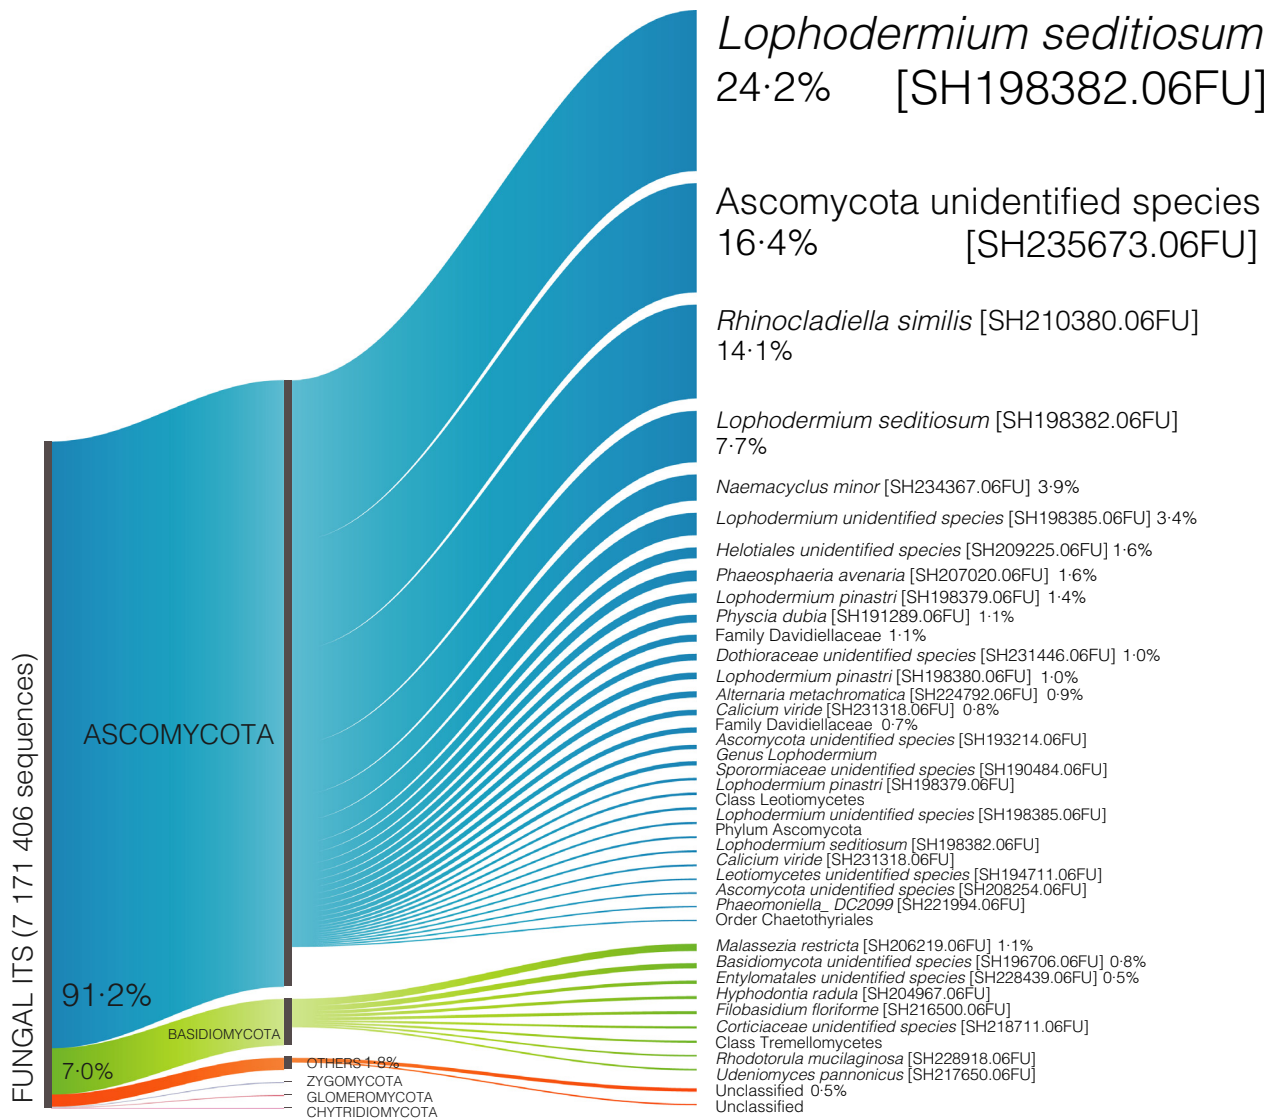 Lophodermium seditiosum
24·2% [SH198382.06FU]
Ascomycota unidentified species
16·4% [SH235673.06FU]
Rhinocladiella similis [SH210380.06FU]
14·1%
Lophodermium seditiosum [SH198382.06FU]
7·7%
Naemacyclus minor [SH234367.06FU] 3·9%
Lophodermium unidentified species [SH198385.06FU] 3·4%
Helotiales unidentified species [SH209225.06FU] 1·6%
Phaeosphaeria avenaria [SH207020.06FU] 1·6%
Lophodermium pinastri [SH198379.06FU] 1·4%
Physcia dubia [SH191289.06FU] 1·1%
Family Davidiellaceae 1·1%
Dothioraceae unidentified species [SH231446.06FU] 1·0%
Lophodermium pinastri [SH198380.06FU] 1·0%
Alternaria metachromatica [SH224792.06FU] 0·9%
Calicium viride [SH231318.06FU] 0·8%
Family Davidiellaceae 0·7%
Ascomycota unidentified species [SH193214.06FU]
Genus Lophodermium
Sporormiaceae unidentified species [SH190484.06FU]
Lophodermium pinastri [SH198379.06FU]
Class Leotiomycetes
Lophodermium unidentified species [SH198385.06FU]
Phylum Ascomycota
Lophodermium seditiosum [SH198382.06FU]
Calicium viride [SH231318.06FU]
Leotiomycetes unidentified species [SH194711.06FU]
Ascomycota unidentified species [SH208254.06FU]
Phaeomoniella_ DC2099 [SH221994.06FU]
Order Chaetothyriales
Malassezia restricta [SH206219.06FU] 1·1%
Basidiomycota unidentified species [SH196706.06FU] 0·8%
Entylomatales unidentified species [SH228439.06FU] 0·5%
Hyphodontia radula [SH204967.06FU]
Filobasidium floriforme [SH216500.06FU]
Corticiaceae unidentified species [SH218711.06FU]
Class Tremellomycetes
Rhodotorula mucilaginosa [SH228918.06FU]
Udeniomyces pannonicus [SH217650.06FU]
Unclassified 0·5%
Unclassified
FUNGAL ITS (7 171 406 sequences)
ASCOMYCOTA
91·2%
BASIDIOMYCOTA
7·0%
OTHERS 1·8%
ZYGOMYCOTA
GLOMEROMYCOTA
CHYTRIDIOMYCOTA